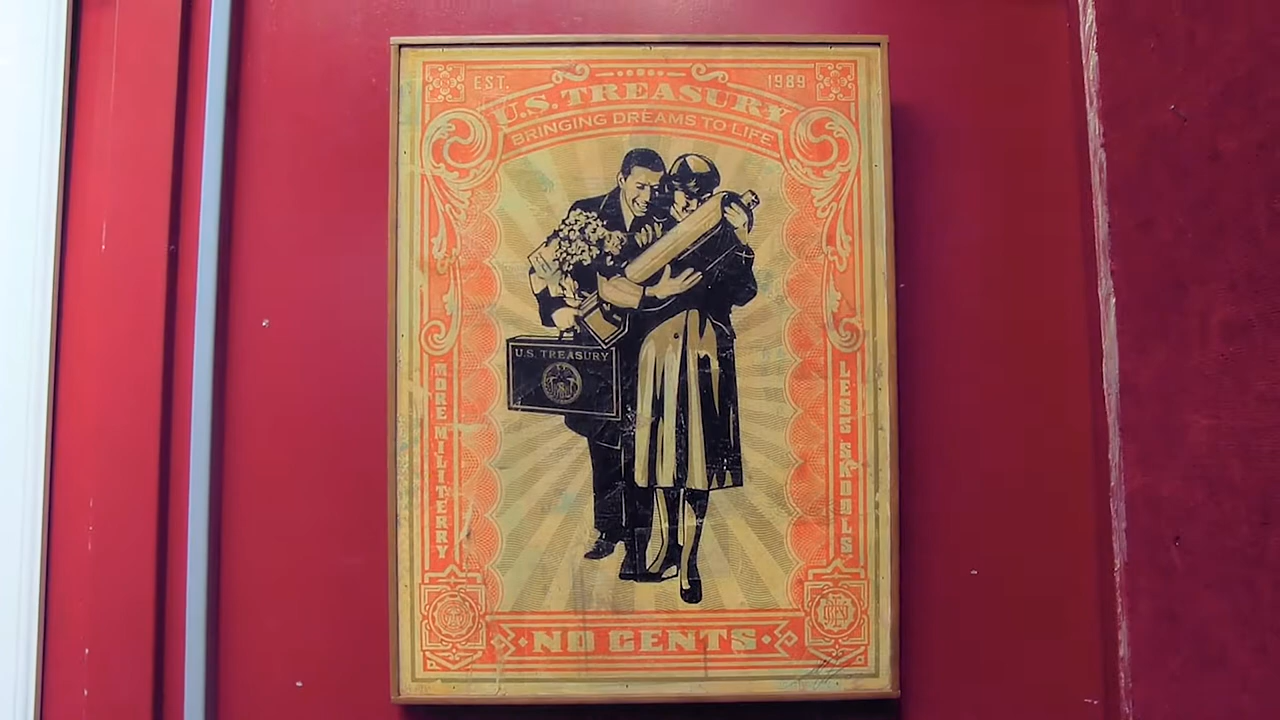 EST. 1989
U.S. TREASURY
BRINGING DREAMS TO LIFE
U.S. TREASURY
MORE MILITERRY
LESS SKOOLS
NO CENTS